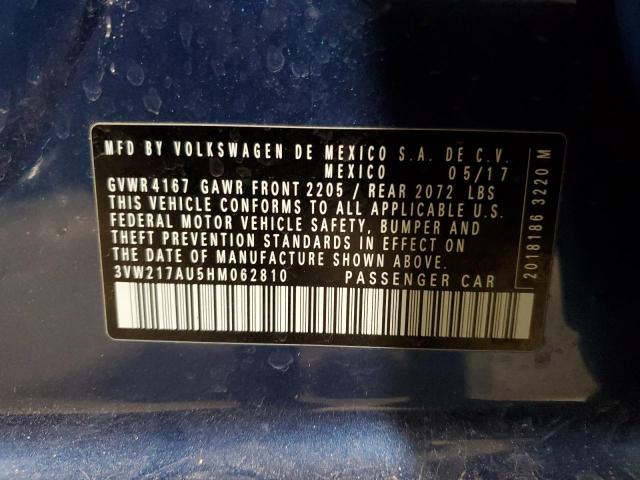 MFD BY VOLKSWAGEN DE MEXICO S.A. DE C.V.
MEXICO 05/17
GVWR 4167 GAWR FRONT 2205 / REAR 2072 LBS
THIS VEHICLE CONFORMS TO ALL APPLICABLE U.S.
FEDERAL MOTOR VEHICLE SAFETY, BUMPER AND
THEFT PREVENTION STANDARDS IN EFFECT ON
THE DATE OF MANUFACTURE SHOWN ABOVE.
3VW217AU5HM062810 PASSENGER CAR
2018186 3220 M